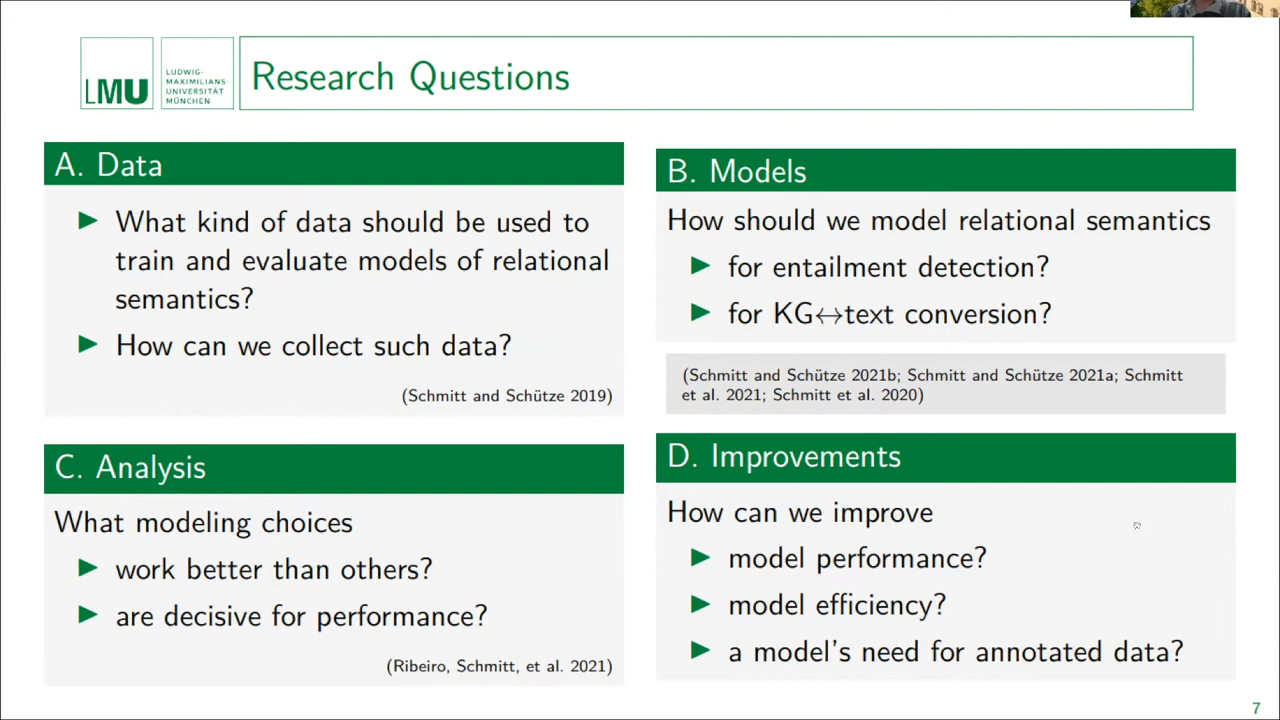 LMU
LUDWIG-
MAXIMILIANS-
UNIVERSITÄT
MÜNCHEN
Research Questions
A. Data
▶ What kind of data should be used to
train and evaluate models of relational
semantics?
▶ How can we collect such data?
(Schmitt and Schütze 2019)
B. Models
How should we model relational semantics
▶ for entailment detection?
▶ for KG↔text conversion?
(Schmitt and Schütze 2021b; Schmitt and Schütze 2021a; Schmitt
et al. 2021; Schmitt et al. 2020)
C. Analysis
What modeling choices
▶ work better than others?
▶ are decisive for performance?
(Ribeiro, Schmitt, et al. 2021)
D. Improvements
How can we improve
▶ model performance?
▶ model efficiency?
▶ a model's need for annotated data?
7